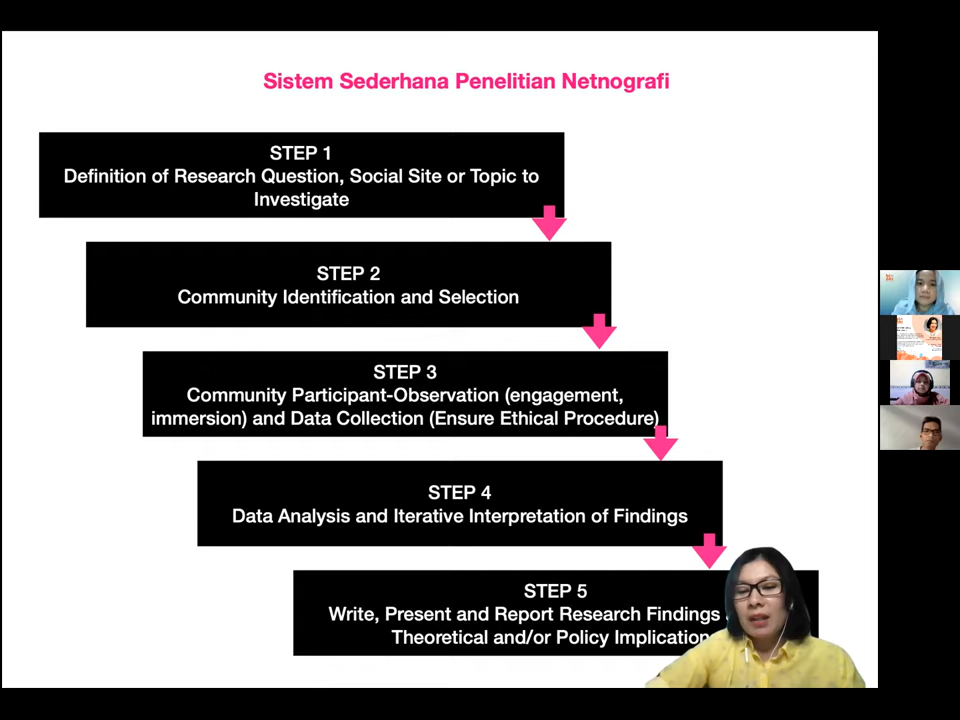 Sistem Sederhana Penelitian Netnografi
STEP 1
Definition of Research Question, Social Site or Topic to
Investigate
STEP 2
Community Identification and Selection
STEP 3
Community Participant-Observation (engagement,
immersion) and Data Collection (Ensure Ethical Procedure)
STEP 4
Data Analysis and Iterative Interpretation of Findings
STEP 5
Write, Present and Report Research Findings
Theoretical and/or Policy